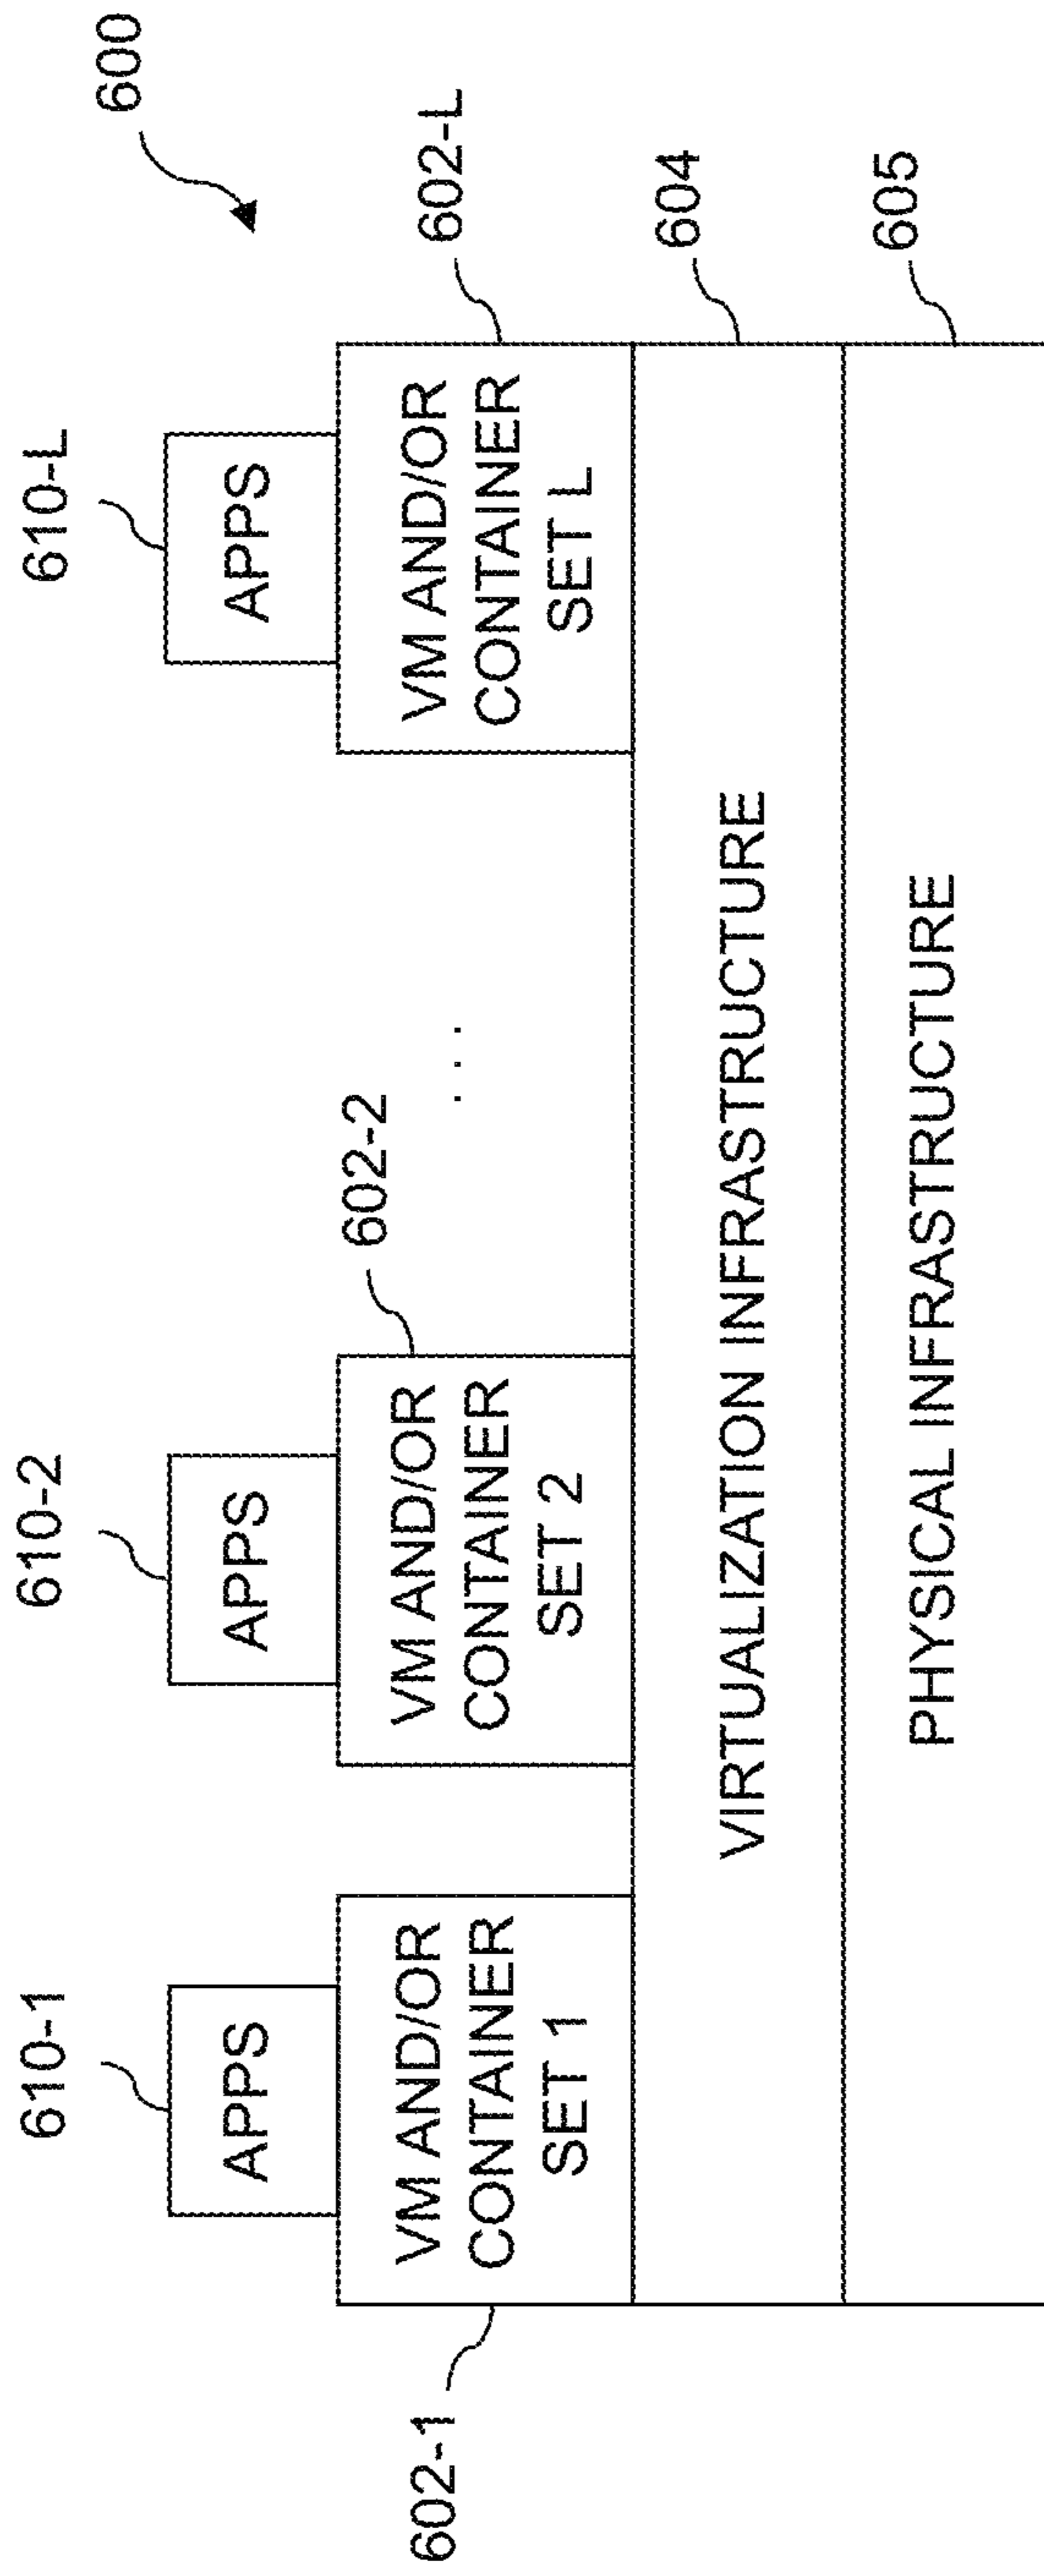 600
610-1
610-2
610-L
APPS
APPS
APPS
602-1
VM AND/OR
CONTAINER
SET 1
VM AND/OR
CONTAINER
SET 2
602-2
. . .
VM AND/OR
CONTAINER
SET L
602-L
VIRTUALIZATION INFRASTRUCTURE
604
PHYSICAL INFRASTRUCTURE
605